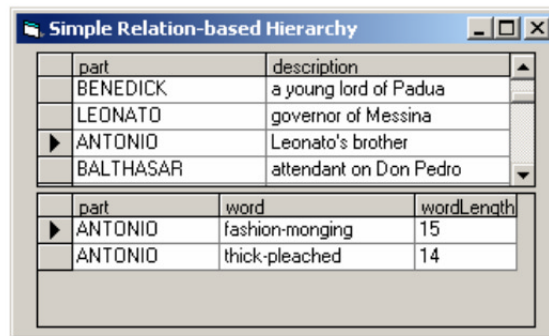 Simple Relation-based Hierarchy
part description
BENEDICK a young lord of Padua
LEONATO governor of Messina
ANTONIO Leonato's brother
BALTHASAR attendant on Don Pedro
part word wordLength
ANTONIO fashion-monging 15
ANTONIO thick-pleached 14